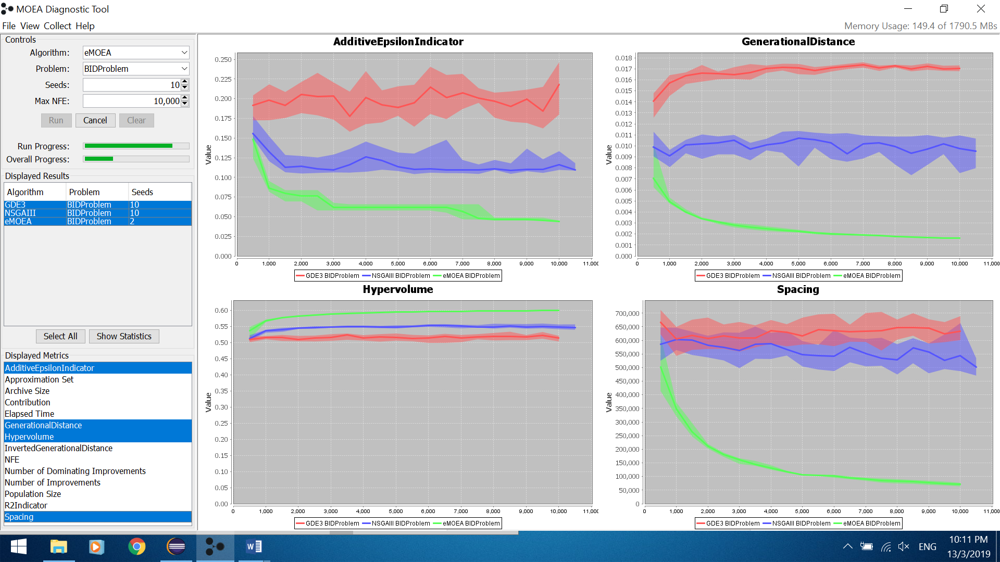 MOEA Diagnostic Tool
File View Collect Help
Memory Usage: 149.4 of 1790.5 MBs
Controls
Algorithm: eMOEA
Problem: BIDProblem
Seeds: 10
Max NFE: 10,000
Run Cancel Clear
Run Progress:
Overall Progress:
Displayed Results
Algorithm Problem Seeds
GDE3 BIDProblem 10
NSGAIII BIDProblem 10
eMOEA BIDProblem 2
Select All Show Statistics
Displayed Metrics
AdditiveEpsilonIndicator
Approximation Set
Archive Size
Contribution
Elapsed Time
GenerationalDistance
Hypervolume
InvertedGenerationalDistance
NFE
Number of Dominating Improvements
Number of Improvements
Population Size
R2Indicator
Spacing
AdditiveEpsilonIndicator
Value
0.250
0.225
0.200
0.175
0.150
0.125
0.100
0.075
0.050
0.025
0.000
0 1,000 2,000 3,000 4,000 5,000 6,000 7,000 8,000 9,000 10,000 11,000
GDE3 BIDProblem NSGAIII BIDProblem eMOEA BIDProblem
GenerationalDistance
Value
0.018
0.017
0.016
0.015
0.014
0.013
0.012
0.011
0.010
0.009
0.008
0.007
0.006
0.005
0.004
0.003
0.002
0.001
0.000
0 1,000 2,000 3,000 4,000 5,000 6,000 7,000 8,000 9,000 10,000 11,000
GDE3 BIDProblem NSGAIII BIDProblem eMOEA BIDProblem
Hypervolume
Value
0.60
0.55
0.50
0.45
0.40
0.35
0.30
0.25
0.20
0.15
0.10
0.05
0.00
0 1,000 2,000 3,000 4,000 5,000 6,000 7,000 8,000 9,000 10,000 11,000
GDE3 BIDProblem NSGAIII BIDProblem eMOEA BIDProblem
Spacing
Value
700,000
650,000
600,000
550,000
500,000
450,000
400,000
350,000
300,000
250,000
200,000
150,000
100,000
50,000
0
0 1,000 2,000 3,000 4,000 5,000 6,000 7,000 8,000 9,000 10,000 11,000
GDE3 BIDProblem NSGAIII BIDProblem eMOEA BIDProblem
W
ENG
10:11 PM
13/3/2019